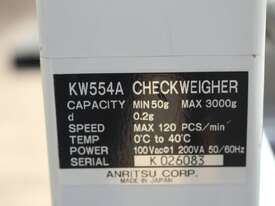 KW554A CHECKWEIGHER
CAPACITY MIN 50g MAX 3000g
d 0.2g
SPEED MAX 120 PCS/min
TEMP 0°C to 40°C
POWER 100Vac Φ1 200VA 50/60Hz
SERIAL K026083
ANRITSU CORP.
MADE IN JAPAN